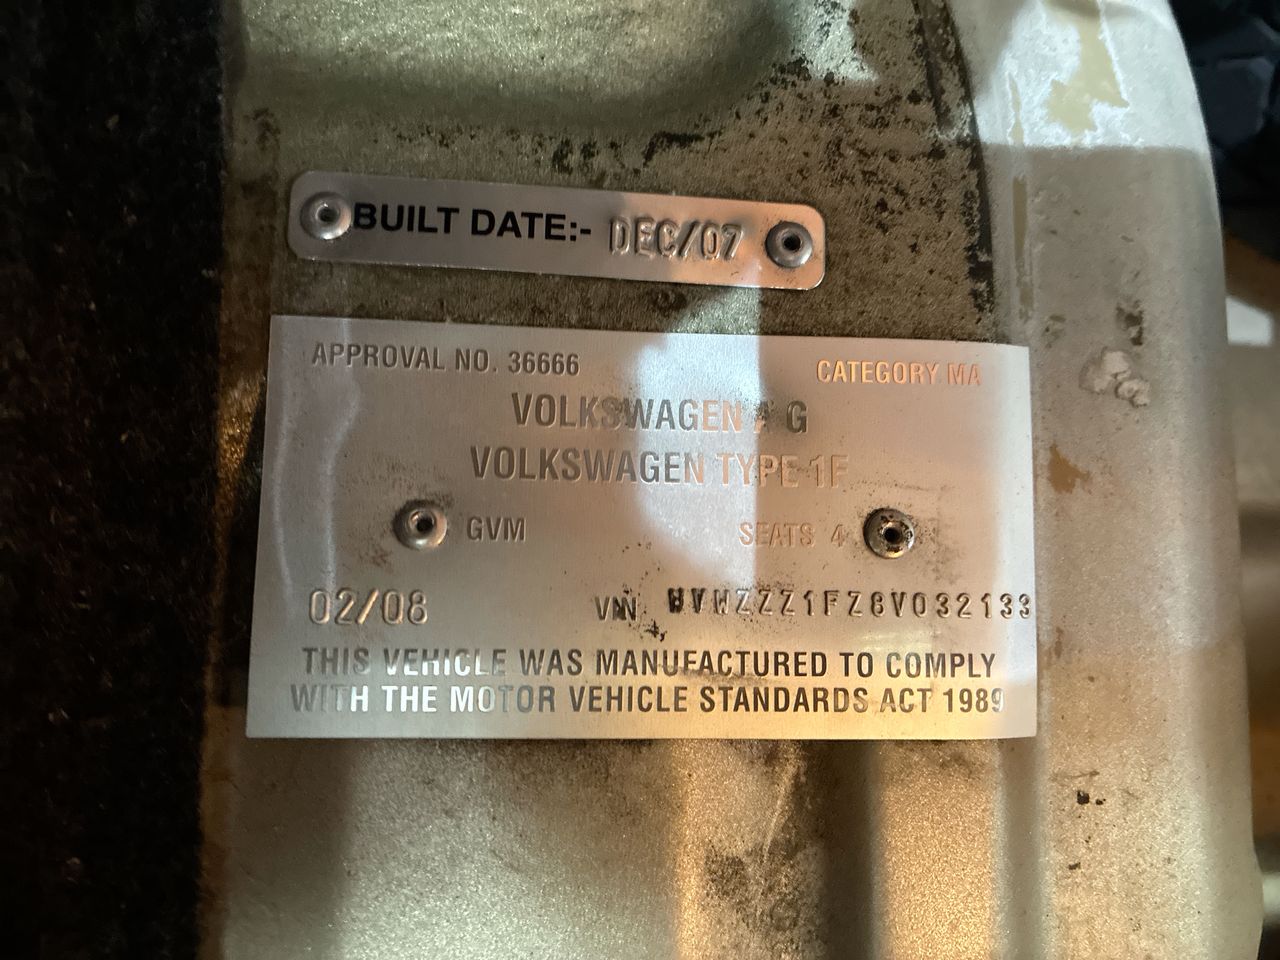 BUILT DATE:- DEC/07
APPROVAL NO. 36666 CATEGORY MA
VOLKSWAGEN A G
VOLKSWAGEN TYPE 1F
GVM SEATS 4
02/08 VIN WVWZZZ1FZ8V032133
THIS VEHICLE WAS MANUFACTURED TO COMPLY
WITH THE MOTOR VEHICLE STANDARDS ACT 1989